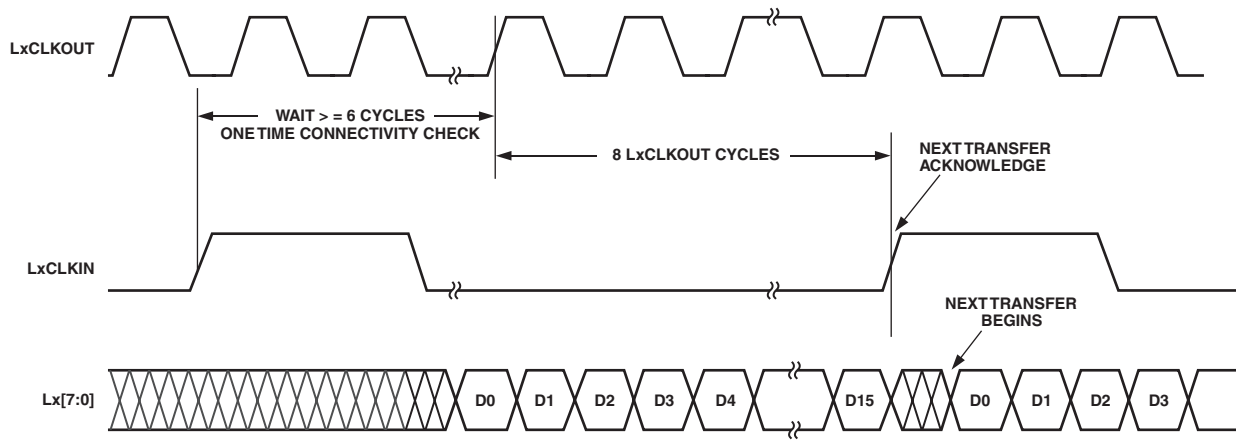 LxCLKOUT
WAIT > = 6 CYCLES
ONE TIME CONNECTIVITY CHECK
8 LxCLKOUT CYCLES
NEXT TRANSFER
ACKNOWLEDGE
LxCLKIN
NEXT TRANSFER
BEGINS
Lx[7:0]
D0 D1 D2 D3 D4 D15 D0 D1 D2 D3